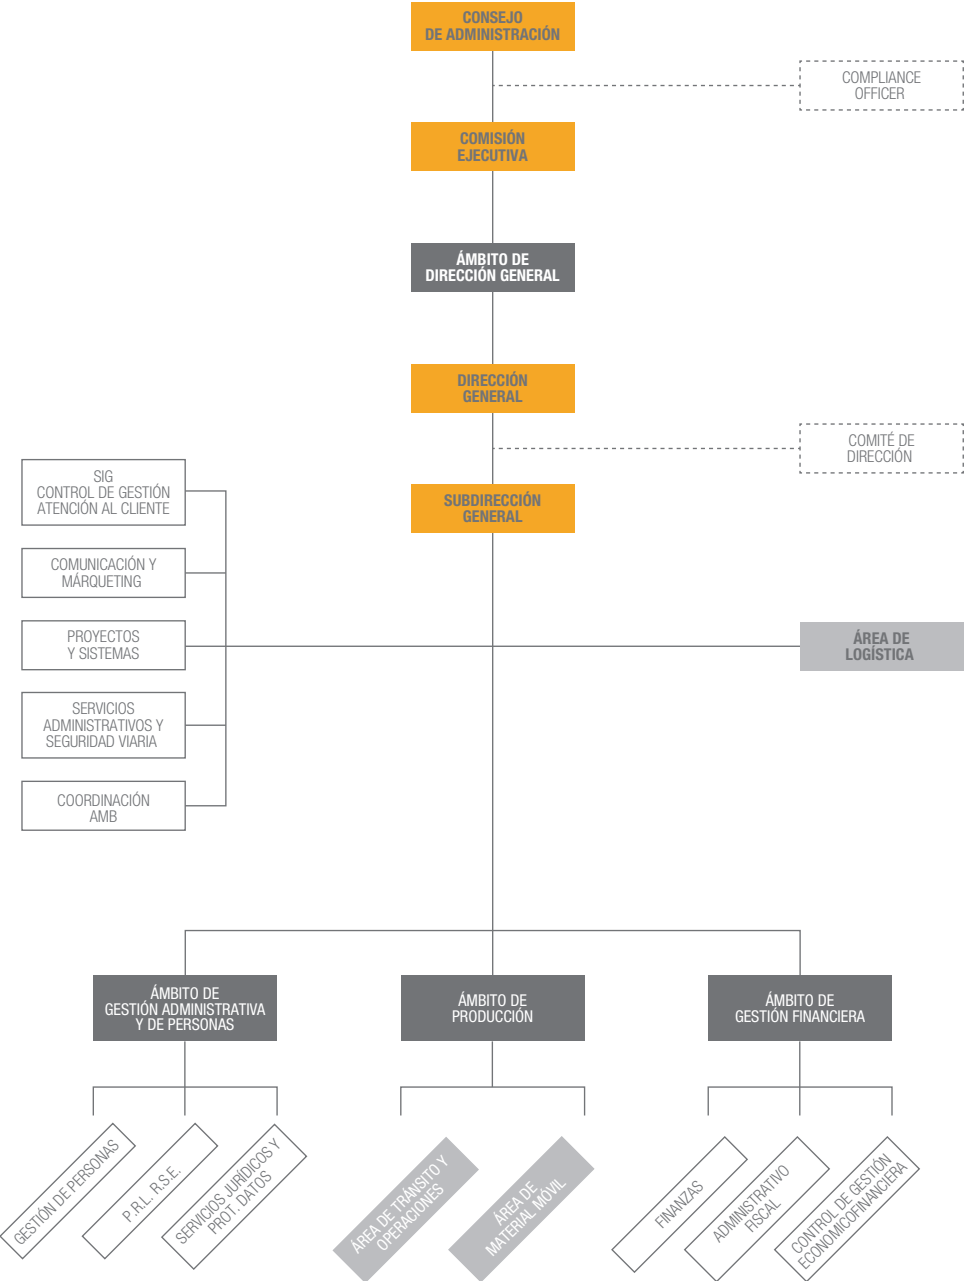 CONSEJO
DE ADMINISTRACIÓN
COMPLIANCE
OFFICER
COMISIÓN
EJECUTIVA
ÁMBITO DE
DIRECCIÓN GENERAL
DIRECCIÓN
GENERAL
COMITÉ DE
DIRECCIÓN
SUBDIRECCIÓN
GENERAL
SIG
CONTROL DE GESTIÓN
ATENCIÓN AL CLIENTE
COMUNICACIÓN Y
MÁRQUETING
PROYECTOS
Y SISTEMAS
ÁREA DE
LOGÍSTICA
SERVICIOS
ADMINISTRATIVOS Y
SEGURIDAD VIARIA
COORDINACIÓN
AMB
ÁMBITO DE
GESTIÓN ADMINISTRATIVA
Y DE PERSONAS
ÁMBITO DE
PRODUCCIÓN
ÁMBITO DE
GESTIÓN FINANCIERA
GESTIÓN DE PERSONAS
P.R.L. R.S.E.
SERVICIOS JURÍDICOS Y
PROT. DATOS
ÁREA DE TRÁNSITO Y
OPERACIONES
ÁREA DE
MATERIAL MÓVIL
FINANZAS
ADMINISTRATIVO
FISCAL
CONTROL DE GESTIÓN
ECONOMICOFINANCIERA